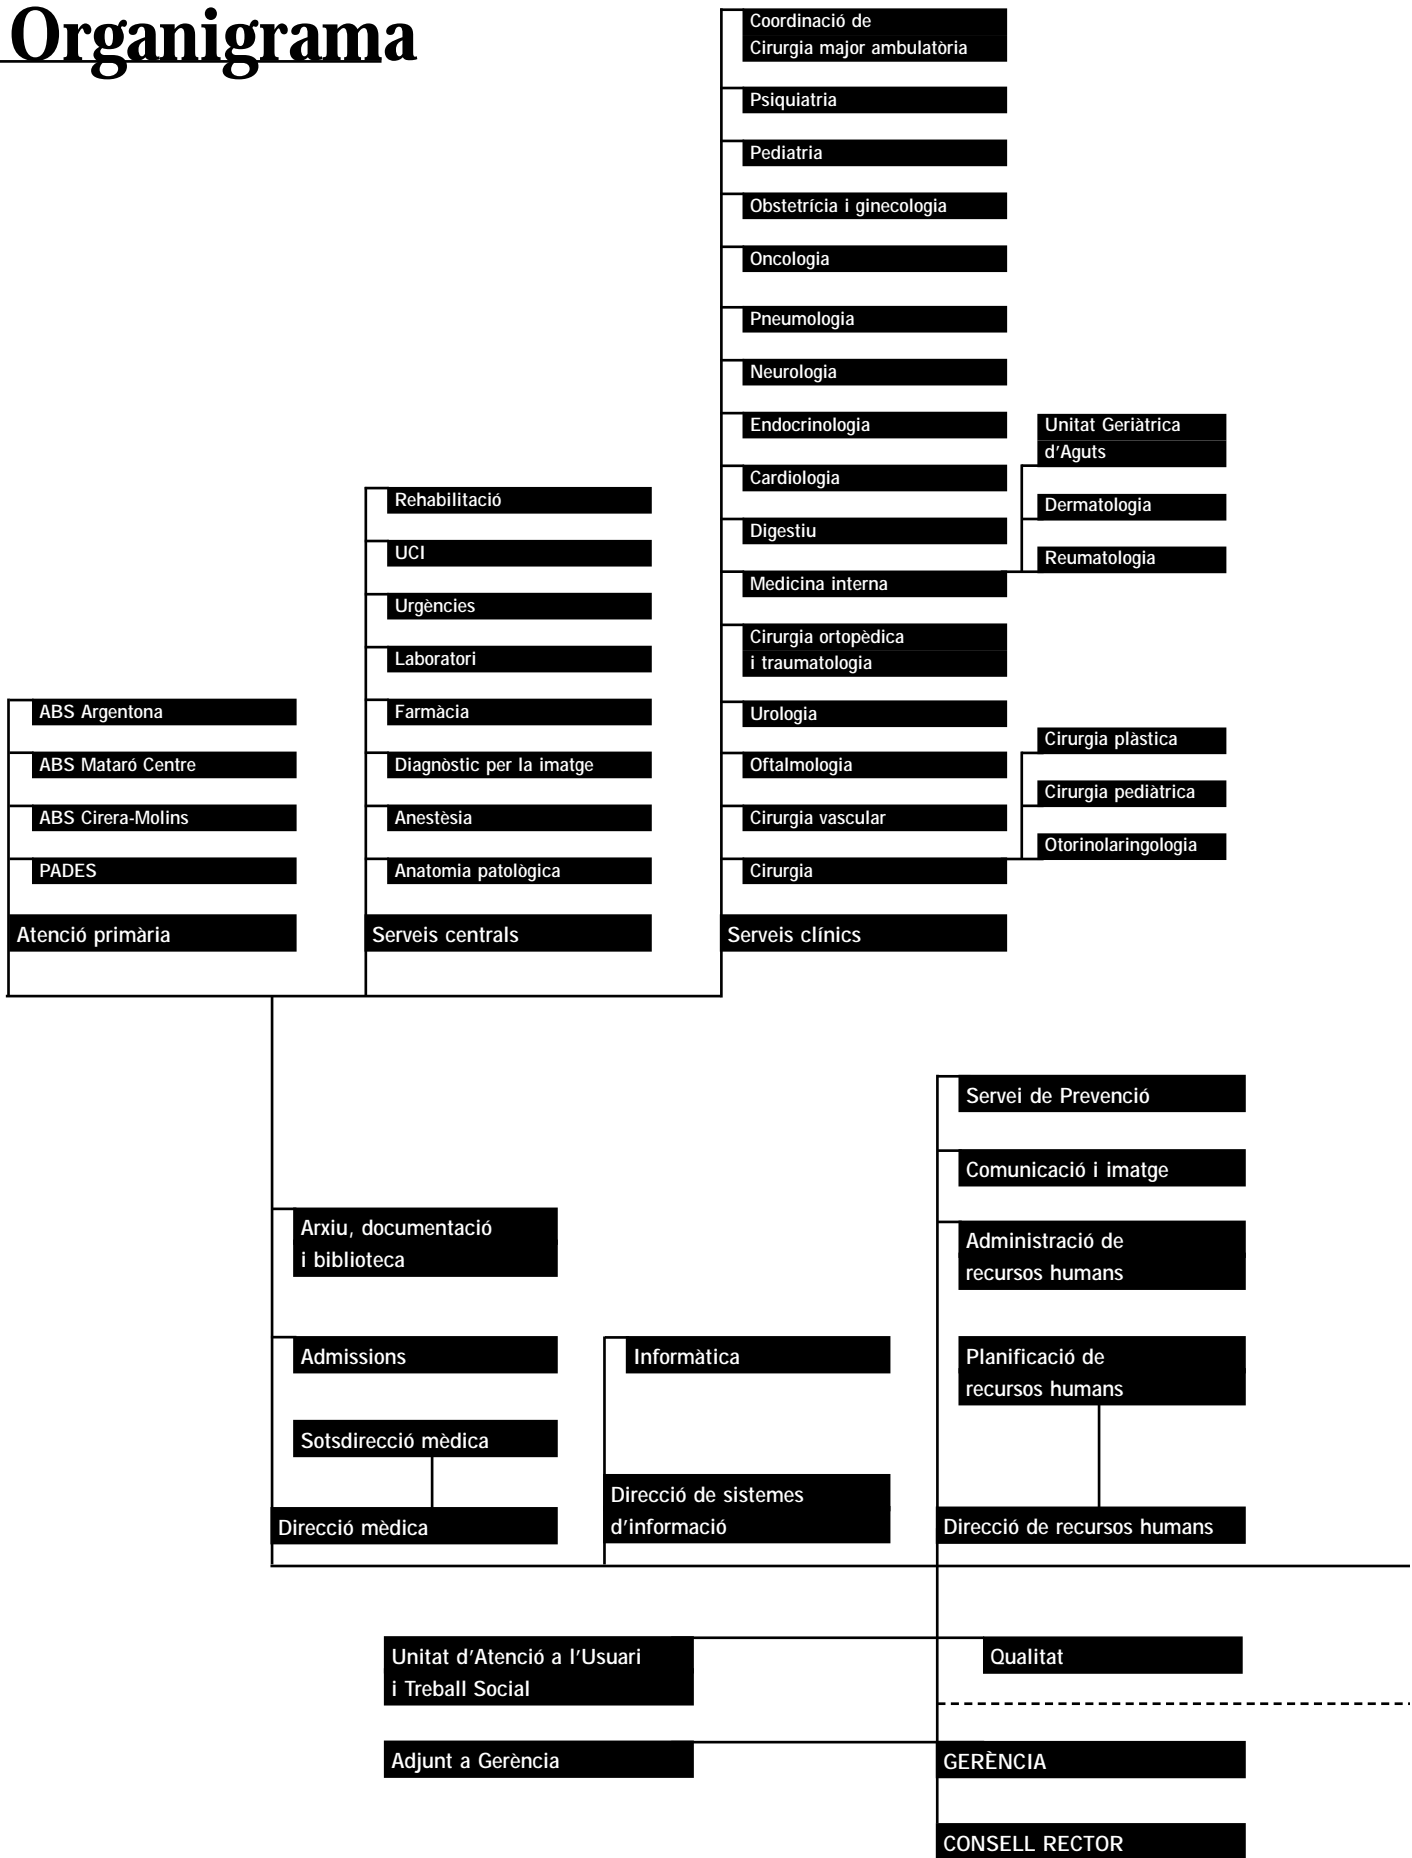 Organigrama
Coordinació de
Cirurgia major ambulatòria
Psiquiatria
Pediatria
Obstetrícia i ginecologia
Oncologia
Pneumologia
Neurologia
Endocrinologia
Cardiologia
Digestiu
Medicina interna
Unitat Geriàtrica
d'Aguts
Dermatologia
Reumatologia
Cirurgia ortopèdica
i traumatologia
Urologia
Oftalmologia
Cirurgia vascular
Cirurgia
Cirurgia plàstica
Cirurgia pediàtrica
Otorinolaringologia
Serveis clínics
Rehabilitació
UCI
Urgències
Laboratori
Farmàcia
Diagnòstic per la imatge
Anestèsia
Anatomia patològica
Serveis centrals
ABS Argentona
ABS Mataró Centre
ABS Cirera-Molins
PADES
Atenció primària
Arxiu, documentació
i biblioteca
Admissions
Sotsdirecció mèdica
Direcció mèdica
Informàtica
Direcció de sistemes
d'informació
Servei de Prevenció
Comunicació i imatge
Administració de
recursos humans
Planificació de
recursos humans
Direcció de recursos humans
Unitat d'Atenció a l'Usuari
i Treball Social
Qualitat
Adjunt a Gerència
GERÈNCIA
CONSELL RECTOR